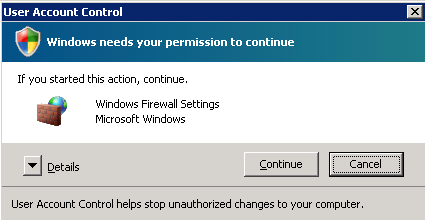 User Account Control
Windows needs your permission to continue
If you started this action, continue.
Windows Firewall Settings
Microsoft Windows
Details
Continue
Cancel
User Account Control helps stop unauthorized changes to your computer.